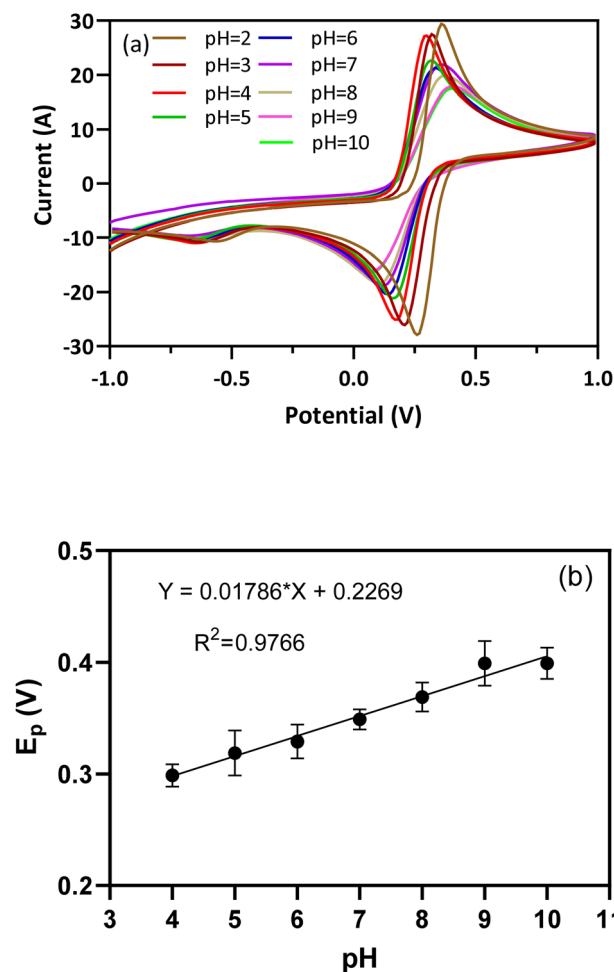 (a)
pH=2
pH=6
pH=3
pH=7
pH=4
pH=8
pH=5
pH=9
pH=10
Current (A)
30
20
10
0
-10
-20
-30
-1.0
-0.5
0.0
0.5
1.0
Potential (V)
(b)
Y = 0.01786*X + 0.2269
R²=0.9766
Eₚ (V)
0.5
0.4
0.3
0.2
3
4
5
6
7
8
9
10
11
pH